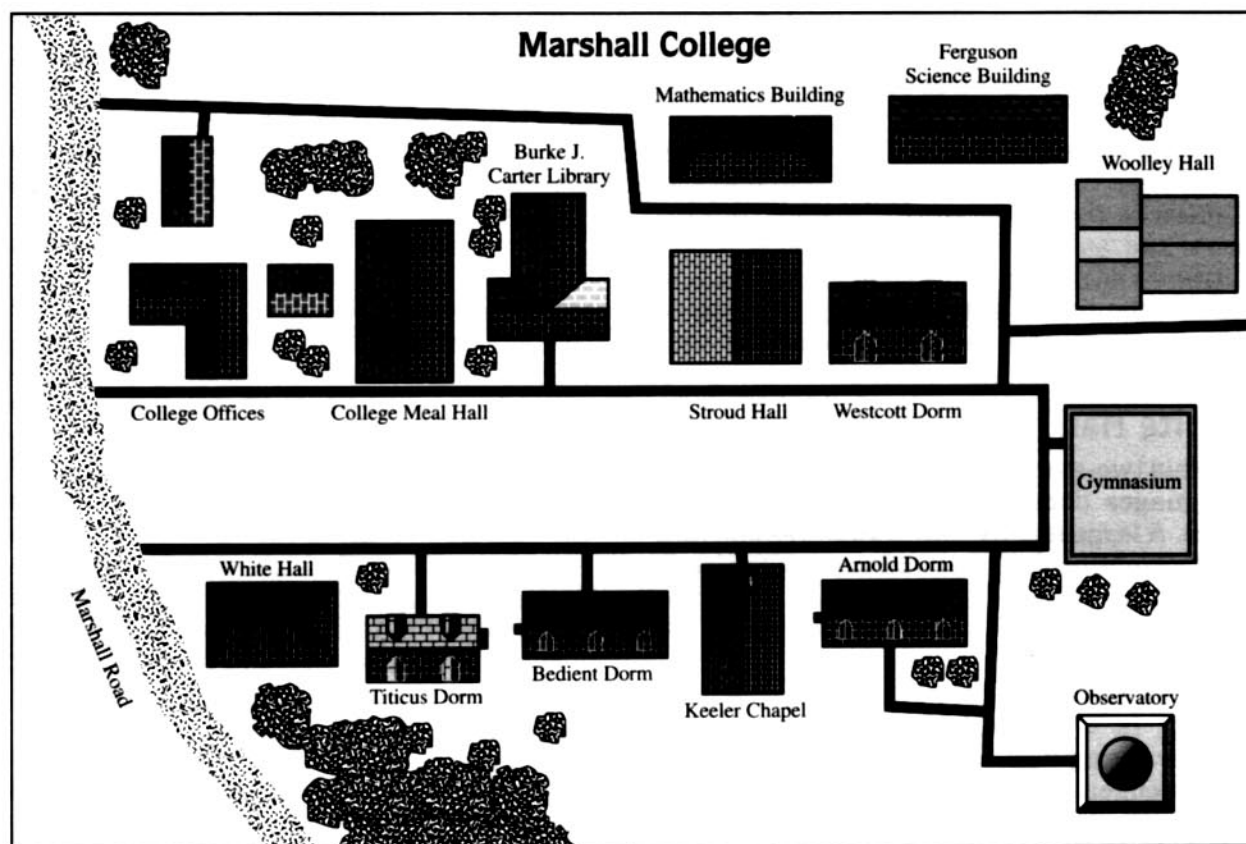 Marshall College
Ferguson
Science Building
Mathematics Building
Burke J.
Carter Library
Woolley Hall
College Offices
College Meal Hall
Stroud Hall
Westcott Dorm
Gymnasium
White Hall
Arnold Dorm
Marshall Road
Titicus Dorm
Bedient Dorm
Keeler Chapel
Observatory